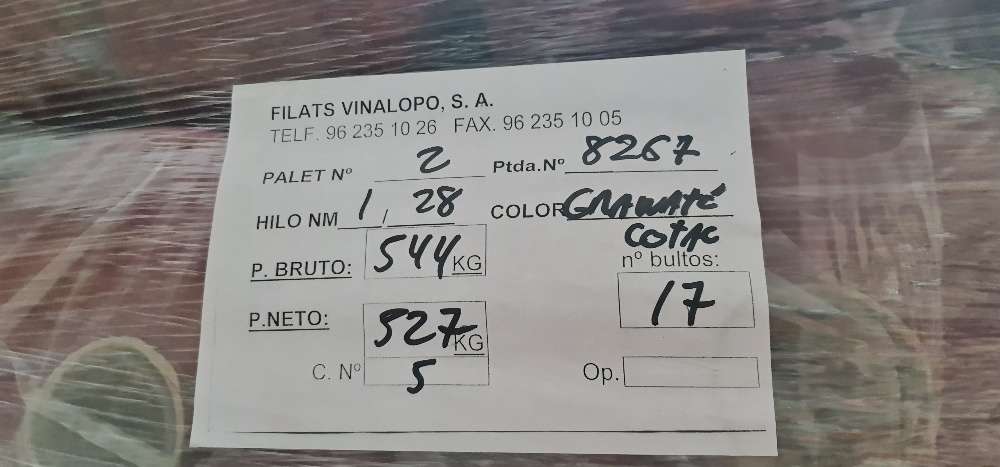 FILATS VINALOPO, S. A.
TELF. 96 235 10 26 FAX. 96 235 10 05
PALET Nº 2 Ptda.Nº 8267
HILO NM 1 / 28 COLOR GRANATÉ
COTAC
P. BRUTO: 544 KG nº bultos:
17
P.NETO: 527 KG
C. Nº 5 Op.